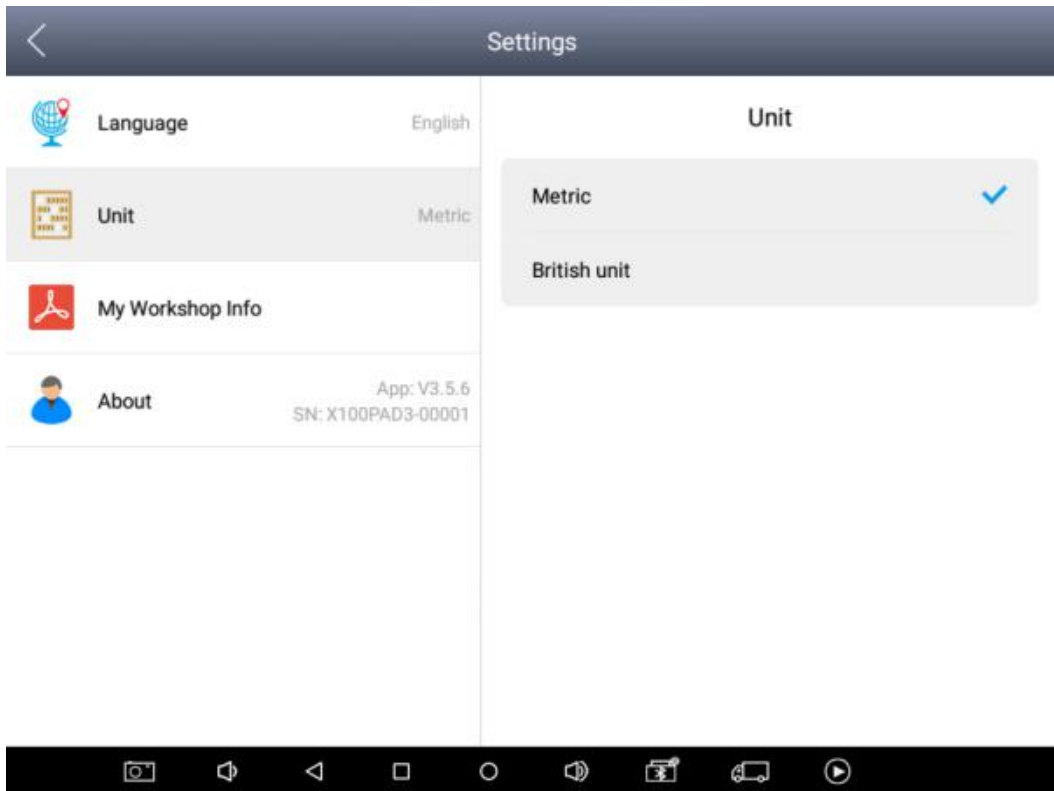 Settings
Language
English
Unit
Metric
My Workshop Info
About
App: V3.5.6
SN: X100PAD3-00001
Unit
Metric
British unit